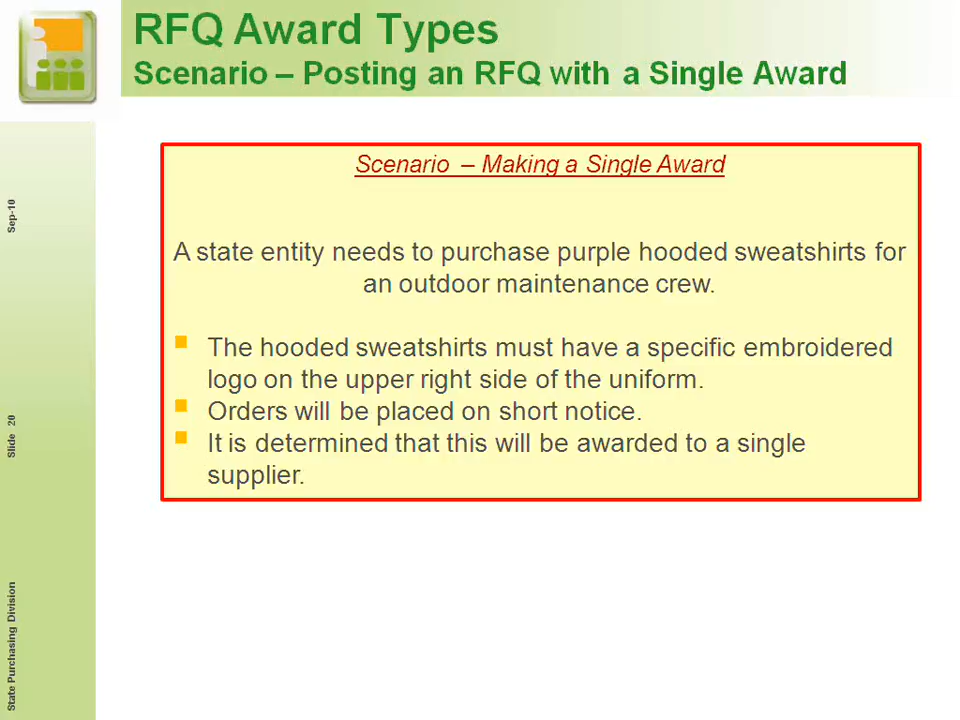 RFQ Award Types
Scenario – Posting an RFQ with a Single Award
Scenario – Making a Single Award
A state entity needs to purchase purple hooded sweatshirts for
an outdoor maintenance crew.
The hooded sweatshirts must have a specific embroidered
logo on the upper right side of the uniform.
Orders will be placed on short notice.
It is determined that this will be awarded to a single
supplier.
Sep-10
Slide 20
State Purchasing Division